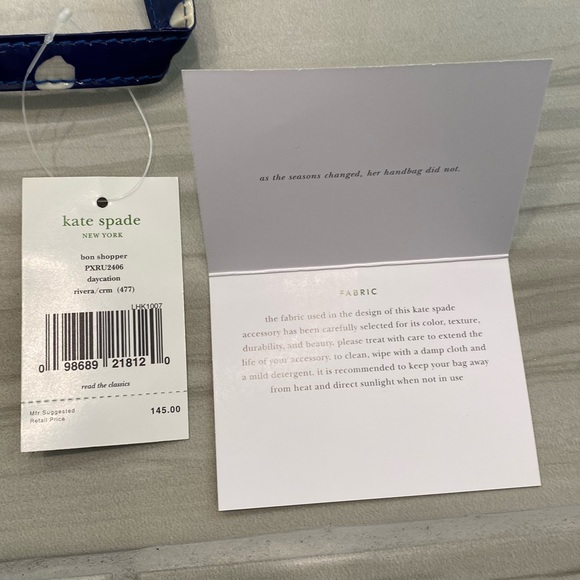 kate spade
NEW YORK
bon shopper
PXRU2406
daycation
rivera/crm (477)
LHK1007
0 98689 21812 0
read the classics
Mfr Suggested
Retail Price
145.00
as the seasons changed, her handbag did not.
FABRIC
the fabric used in the design of this kate spade
accessory has been carefully selected for its color, texture,
durability, and beauty. please treat with care to extend the
life of your accessory. to clean, wipe with a damp cloth and
a mild detergent. it is recommended to keep your bag away
from heat and direct sunlight when not in use